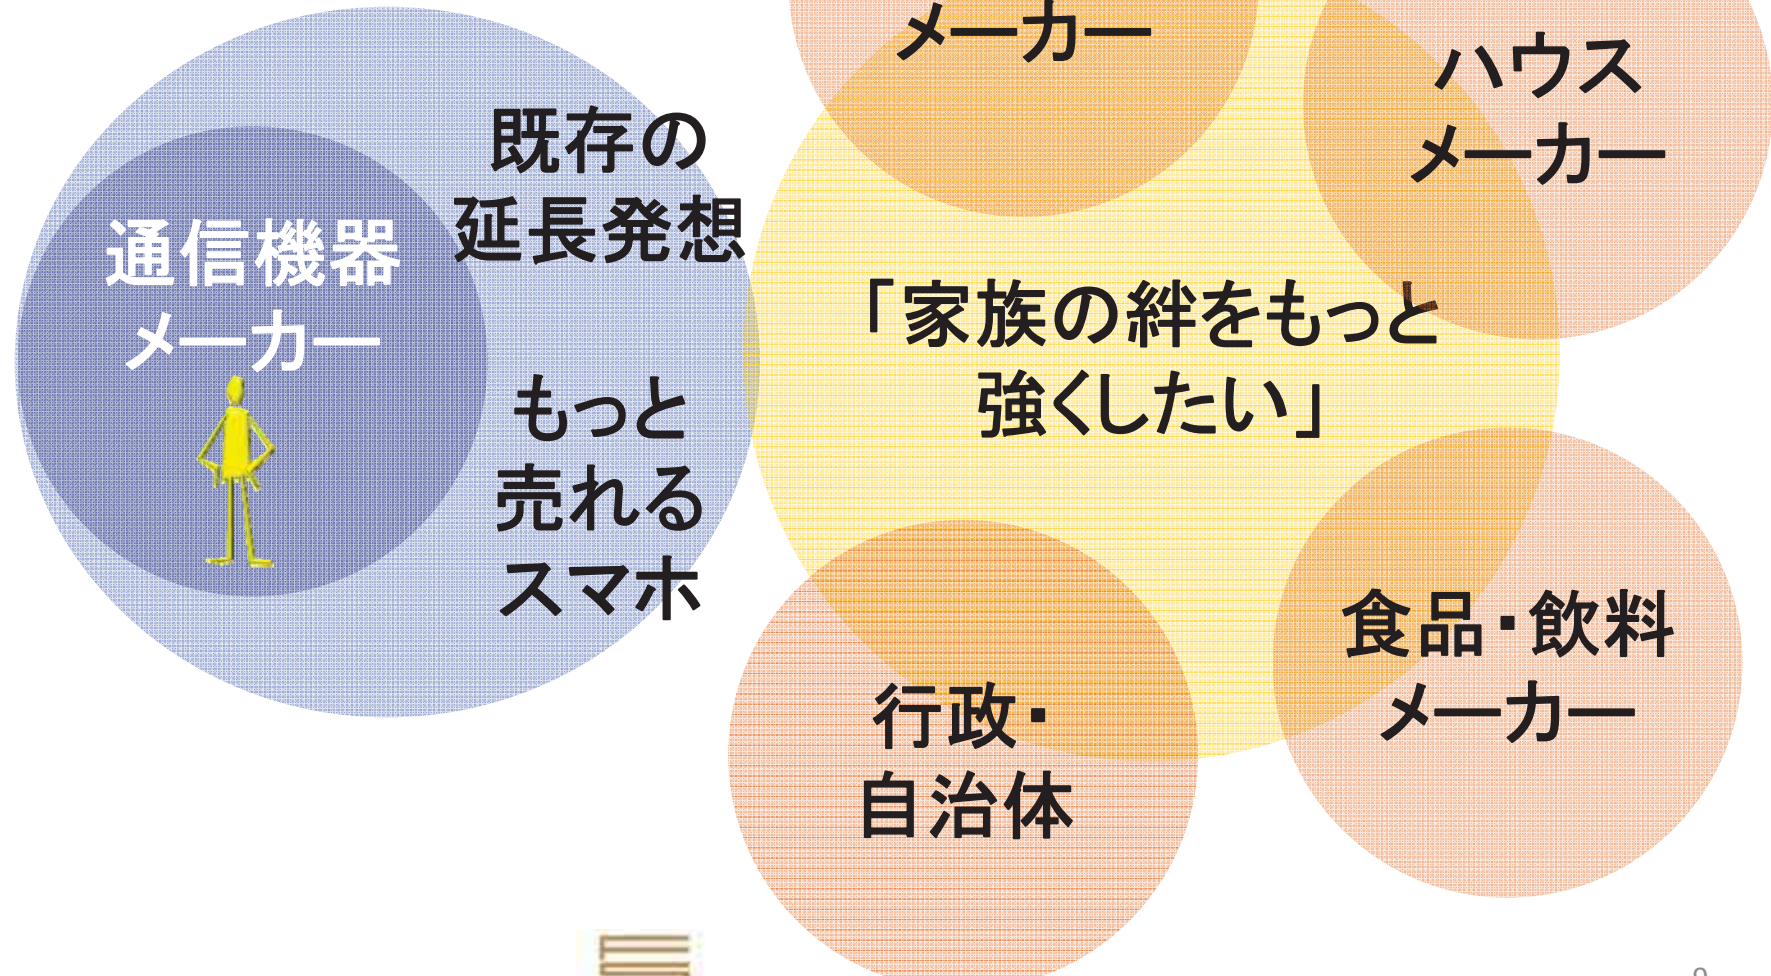 通信機器
メーカー
既存の
延長発想
もっと
売れる
スマホ
メーカー
ハウス
メーカー
「家族の絆をもっと
強くしたい」
食品・飲料
メーカー
行政・
自治体